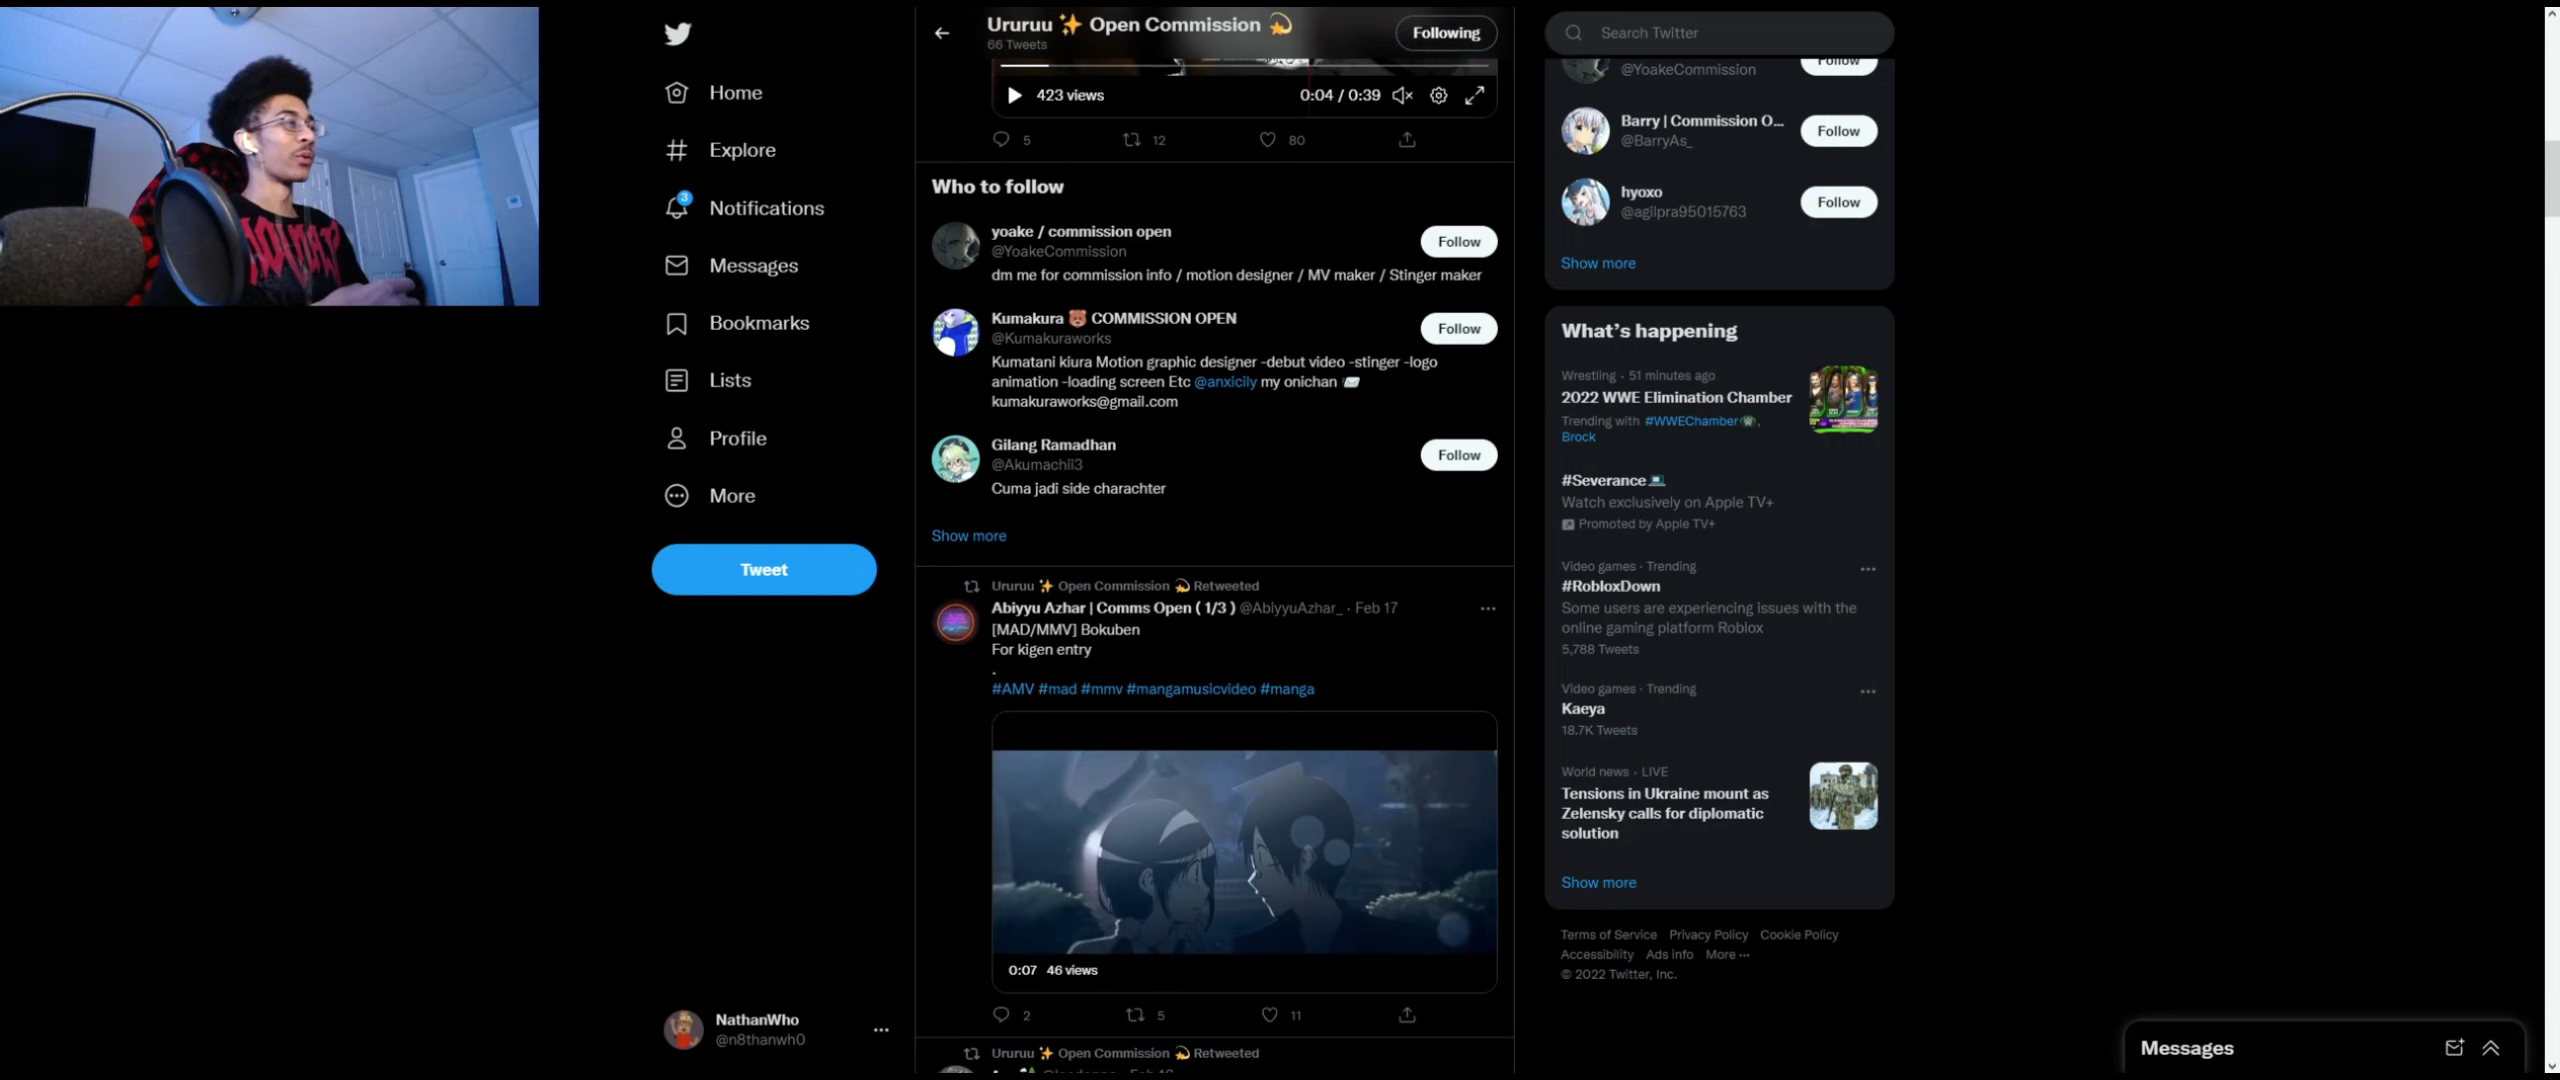 Home
Explore
3
Notifications
Messages
Bookmarks
Lists
Profile
More
Tweet
NathanWho
@n8thanwh0
Ururuu ✨ Open Commission 💫
66 Tweets
Following
423 views
0:04 / 0:39
5
12
80
Who to follow
yoake / commission open
@YoakeCommission
Follow
dm me for commission info / motion designer / MV maker / Stinger maker
Kumakura 🐻 COMMISSION OPEN
@Kumakuraworks
Follow
Kumatani kiura Motion graphic designer -debut video -stinger -logo
animation -loading screen Etc @anxicily my onichan 📨
kumakuraworks@gmail.com
Gilang Ramadhan
@Akumachii3
Follow
Cuma jadi side charachter
Show more
Ururuu ✨ Open Commission 💫 Retweeted
Abiyyu Azhar | Comms Open ( 1/3 ) @AbiyyuAzhar_ · Feb 17
[MAD/MMV] Bokuben
For kigen entry
.
#AMV #mad #mmv #mangamusicvideo #manga
0:07 46 views
2
5
11
Ururuu ✨ Open Commission 💫 Retweeted
Search Twitter
@YoakeCommission
Follow
Barry | Commission O...
@BarryAs_
Follow
hyoxo
@agilpra95015763
Follow
Show more
What's happening
Wrestling · 51 minutes ago
2022 WWE Elimination Chamber
Trending with #WWEChamber,
Brock
#Severance💻
Watch exclusively on Apple TV+
Promoted by Apple TV+
Video games · Trending
#RobloxDown
Some users are experiencing issues with the
online gaming platform Roblox
5,788 Tweets
Video games · Trending
Kaeya
18.7K Tweets
World news · LIVE
Tensions in Ukraine mount as
Zelensky calls for diplomatic
solution
Show more
Terms of Service Privacy Policy Cookie Policy
Accessibility Ads info More ···
© 2022 Twitter, Inc.
Messages